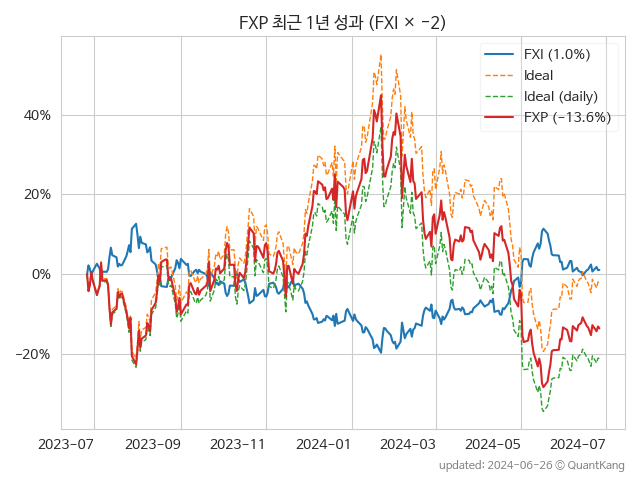 FXP 최근 1년 성과 (FXI × −2)
FXI (1.0%)
Ideal
Ideal (daily)
FXP (−13.6%)
40%
20%
0%
−20%
2023-07 2023-09 2023-11 2024-01 2024-03 2024-05 2024-07
updated: 2024-06-26 © QuantKang